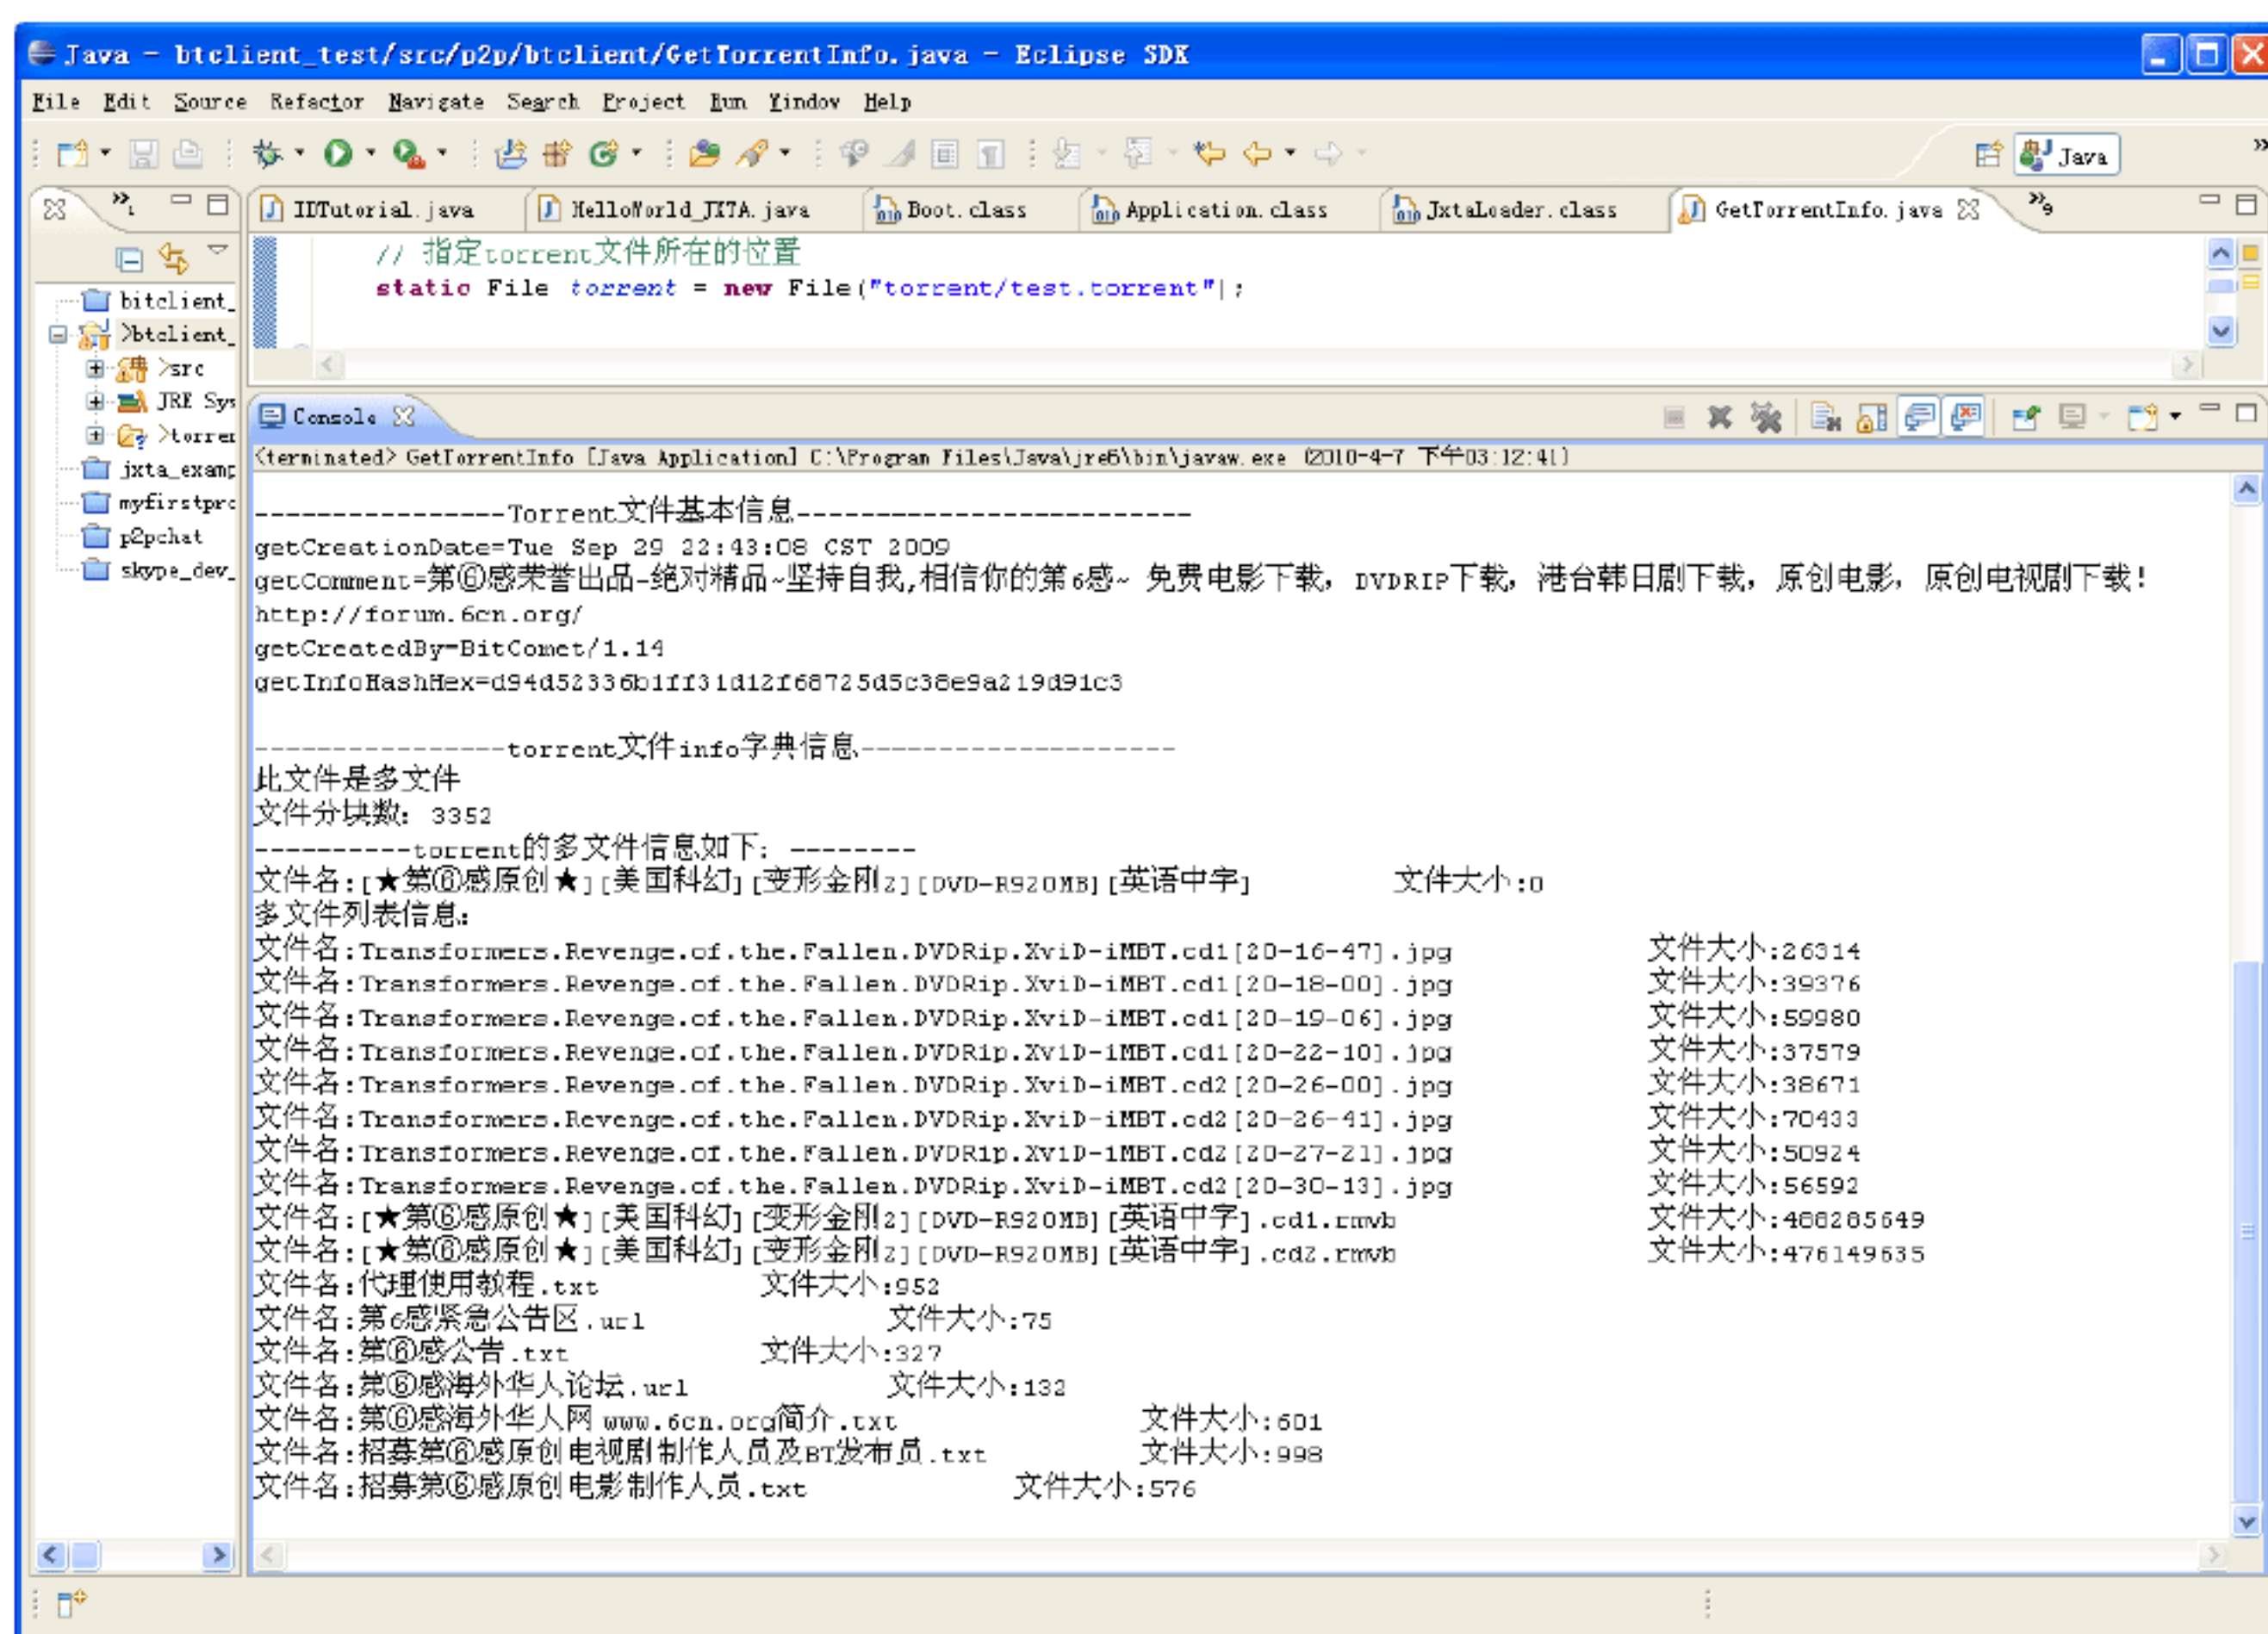 Java - btclient_test/src/p2p/btclient/GetTorrentInfo.java - Eclipse SDK
File Edit Source Refactor Navigate Search Project Run Window Help
Java
IDTutorial.java HelloWorld_JXTA.java Boot.class Application.class JxtaLoader.class GetTorrentInfo.java
// 指定torrent文件所在的位置
static File torrent = new File("torrent/test.torrent");
bitclient_
>btclient_
>src
JRE Sys
>torrer
jxta_examp
myfirstpro
p2pchat
skype_dev_
Console
<terminated> GetTorrentInfo [Java Application] C:\Program Files\Java\jre6\bin\javaw.exe (2010-4-7 下午03:12:41)
----------------Torrent文件基本信息-------------------------
getCreationDate=Tue Sep 29 22:43:08 CST 2009
getComment=第⑥感荣誉出品-绝对精品~坚持自我,相信你的第6感~ 免费电影下载, DVDRIP下载, 港台韩日剧下载, 原创电影, 原创电视剧下载!
http://forum.6cn.org/
getCreatedBy=BitComet/1.14
getInfoHashHex=d94d52336b1ff31d12f68725d5c38e9a219d91c3
----------------torrent文件info字典信息--------------------
此文件是多文件
文件分块数: 3352
----------torrent的多文件信息如下: --------
文件名:[★第⑥感原创★][美国科幻][变形金刚2][DVD-R920MB][英语中字] 文件大小:0
多文件列表信息:
文件名:Transformers.Revenge.of.the.Fallen.DVDRip.XviD-iMBT.cd1[20-16-47].jpg 文件大小:26314
文件名:Transformers.Revenge.of.the.Fallen.DVDRip.XviD-iMBT.cd1[20-18-00].jpg 文件大小:39376
文件名:Transformers.Revenge.of.the.Fallen.DVDRip.XviD-iMBT.cd1[20-19-06].jpg 文件大小:59980
文件名:Transformers.Revenge.of.the.Fallen.DVDRip.XviD-iMBT.cd1[20-22-10].jpg 文件大小:37579
文件名:Transformers.Revenge.of.the.Fallen.DVDRip.XviD-iMBT.cd2[20-26-00].jpg 文件大小:38671
文件名:Transformers.Revenge.of.the.Fallen.DVDRip.XviD-iMBT.cd2[20-26-41].jpg 文件大小:70433
文件名:Transformers.Revenge.of.the.Fallen.DVDRip.XviD-iMBT.cd2[20-27-21].jpg 文件大小:50924
文件名:Transformers.Revenge.of.the.Fallen.DVDRip.XviD-iMBT.cd2[20-30-13].jpg 文件大小:56592
文件名:[★第⑥感原创★][美国科幻][变形金刚2][DVD-R920MB][英语中字].cd1.rmvb 文件大小:488285649
文件名:[★第⑥感原创★][美国科幻][变形金刚2][DVD-R920MB][英语中字].cd2.rmvb 文件大小:476149635
文件名:代理使用教程.txt 文件大小:952
文件名:第6感紧急公告区.url 文件大小:75
文件名:第⑥感公告.txt 文件大小:327
文件名:第⑥感海外华人论坛.url 文件大小:132
文件名:第⑥感海外华人网 www.6cn.org简介.txt 文件大小:601
文件名:招募第⑥感原创电视剧制作人员及BT发布员.txt 文件大小:998
文件名:招募第⑥感原创电影制作人员.txt 文件大小:576